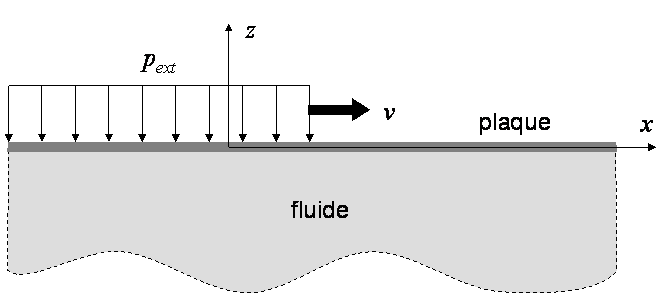 z
p_ext
v
plaque
x
fluide